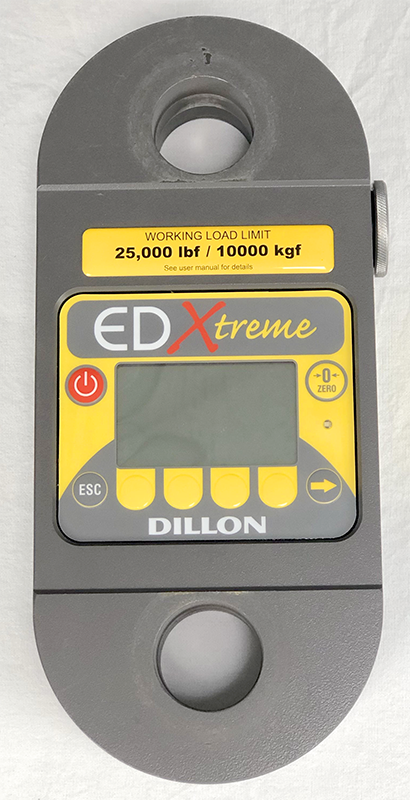 WORKING LOAD LIMIT
25,000 lbf / 10000 kgf
See user manual for details
EDXtreme
0
ZERO
ESC
DILLON